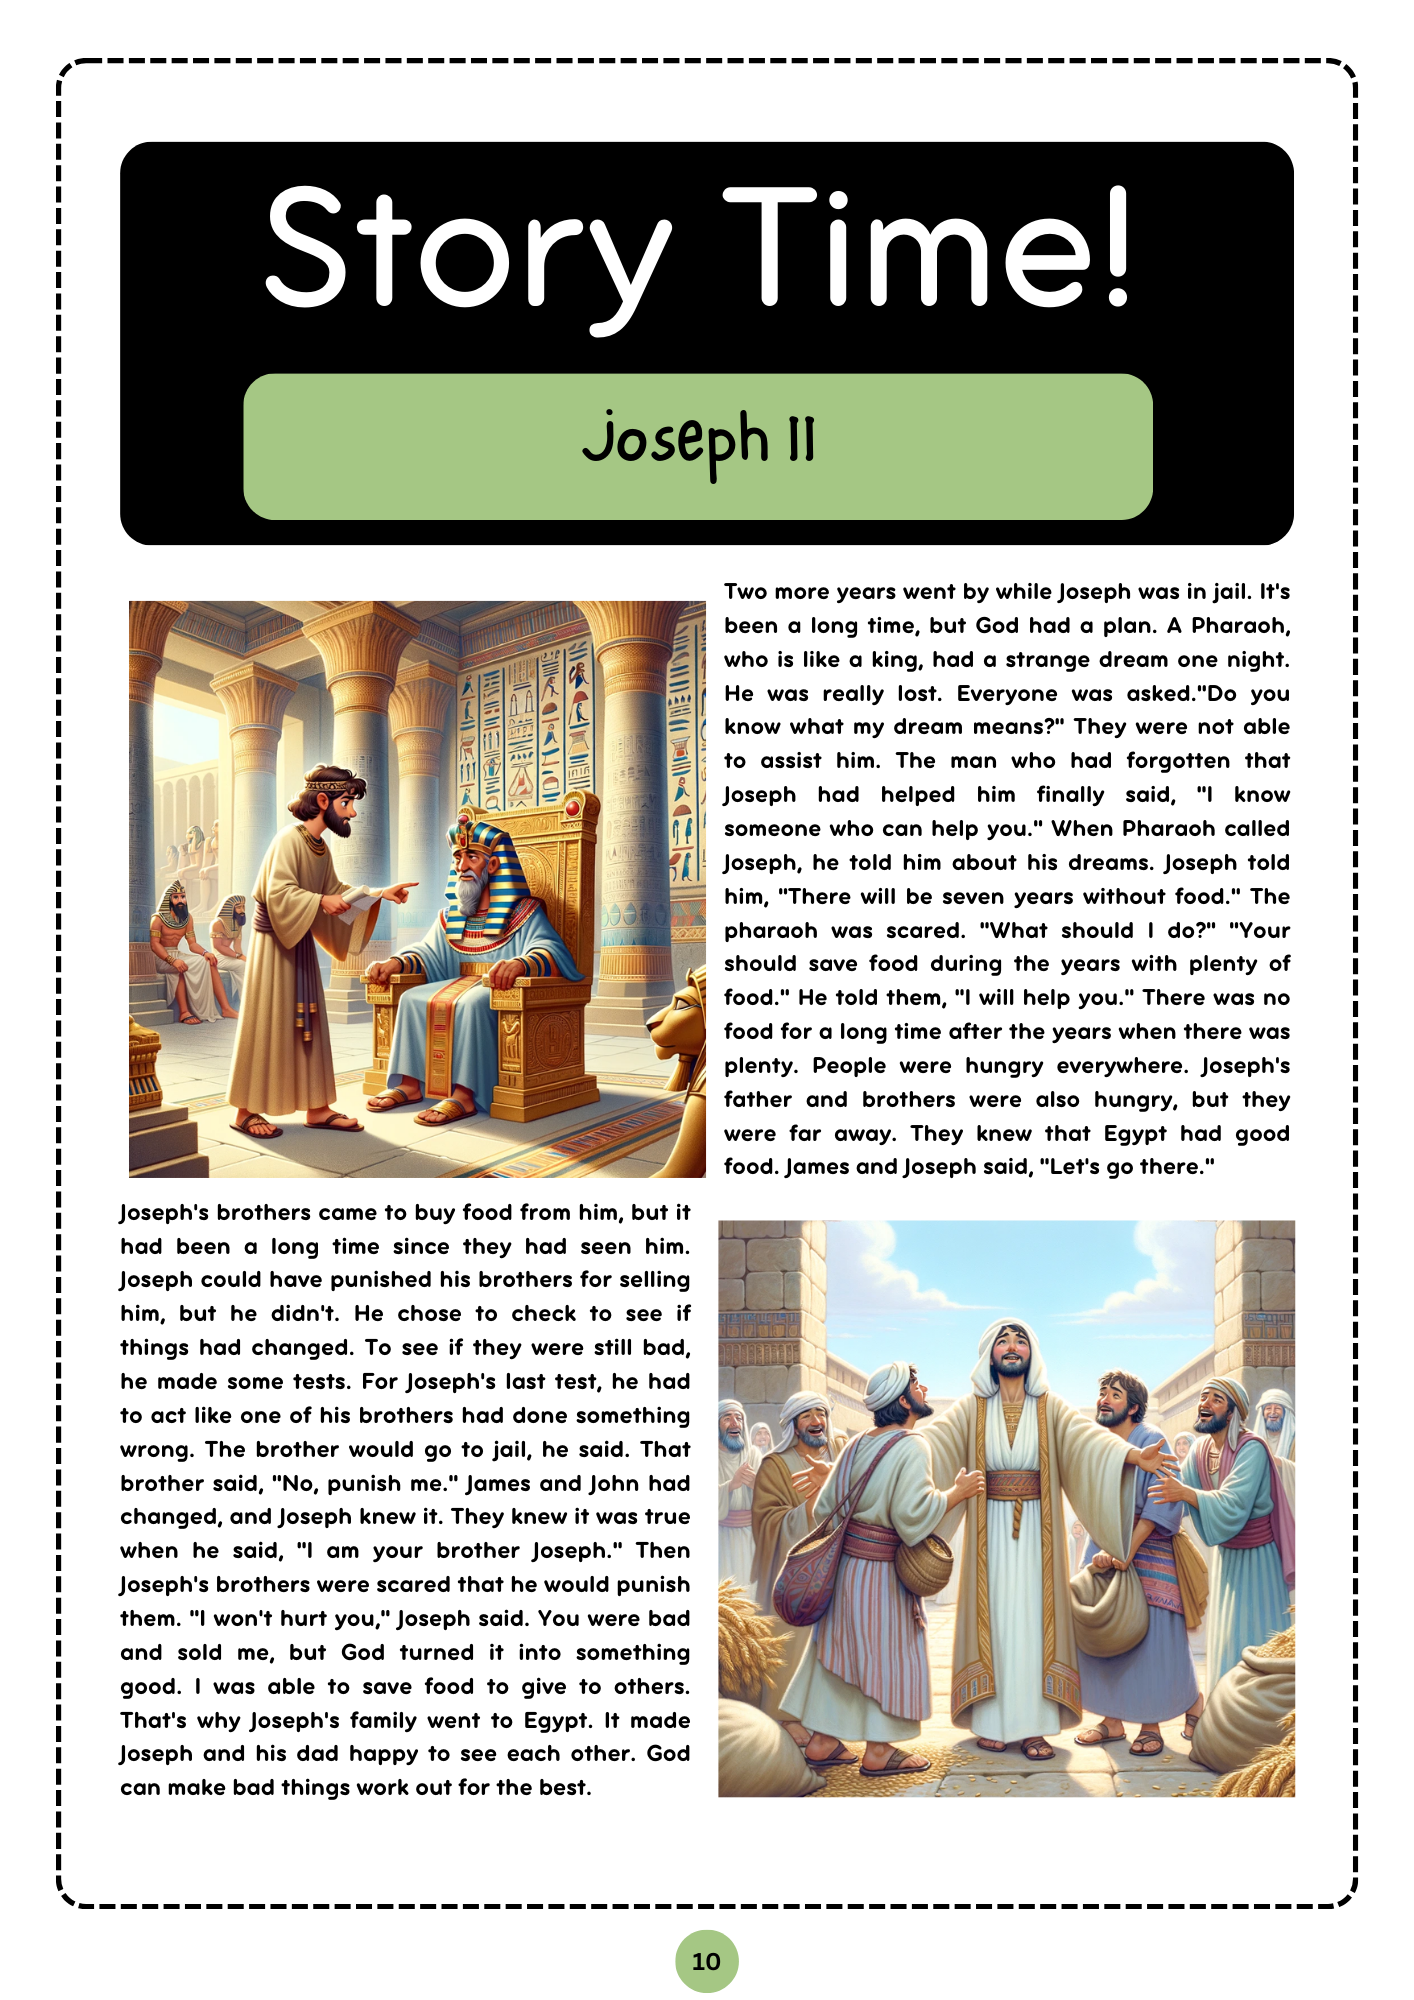 Story Time!
Joseph II
Two more years went by while Joseph was in jail. It's
been a long time, but God had a plan. A Pharaoh,
who is like a king, had a strange dream one night.
He was really lost. Everyone was asked."Do you
know what my dream means?" They were not able
to assist him. The man who had forgotten that
Joseph had helped him finally said, "I know
someone who can help you." When Pharaoh called
Joseph, he told him about his dreams. Joseph told
him, "There will be seven years without food." The
pharaoh was scared. "What should I do?" "Your
should save food during the years with plenty of
food." He told them, "I will help you." There was no
food for a long time after the years when there was
plenty. People were hungry everywhere. Joseph's
father and brothers were also hungry, but they
were far away. They knew that Egypt had good
food. James and Joseph said, "Let's go there."
Joseph's brothers came to buy food from him, but it
had been a long time since they had seen him.
Joseph could have punished his brothers for selling
him, but he didn't. He chose to check to see if
things had changed. To see if they were still bad,
he made some tests. For Joseph's last test, he had
to act like one of his brothers had done something
wrong. The brother would go to jail, he said. That
brother said, "No, punish me." James and John had
changed, and Joseph knew it. They knew it was true
when he said, "I am your brother Joseph." Then
Joseph's brothers were scared that he would punish
them. "I won't hurt you," Joseph said. You were bad
and sold me, but God turned it into something
good. I was able to save food to give to others.
That's why Joseph's family went to Egypt. It made
Joseph and his dad happy to see each other. God
can make bad things work out for the best.
10